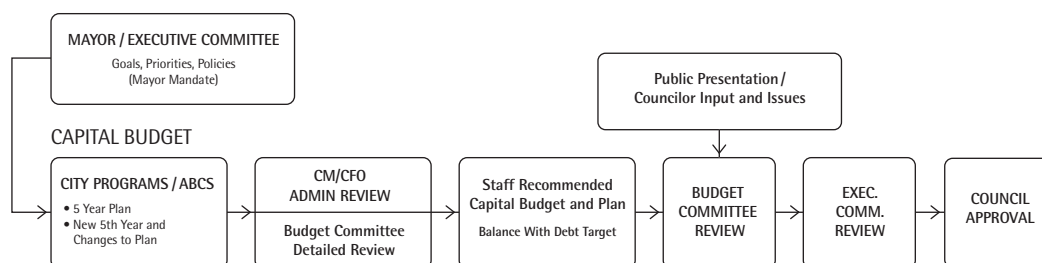 MAYOR / EXECUTIVE COMMITTEE
Goals, Priorities, Policies
(Mayor Mandate)
Public Presentation /
Councilor Input and Issues
CAPITAL BUDGET
CITY PROGRAMS / ABCS
• 5 Year Plan
• New 5th Year and
Changes to Plan
CM/CFO
ADMIN REVIEW
Budget Committee
Detailed Review
Staff Recommended
Capital Budget and Plan
Balance With Debt Target
BUDGET
COMMITTEE
REVIEW
EXEC.
COMM.
REVIEW
COUNCIL
APPROVAL